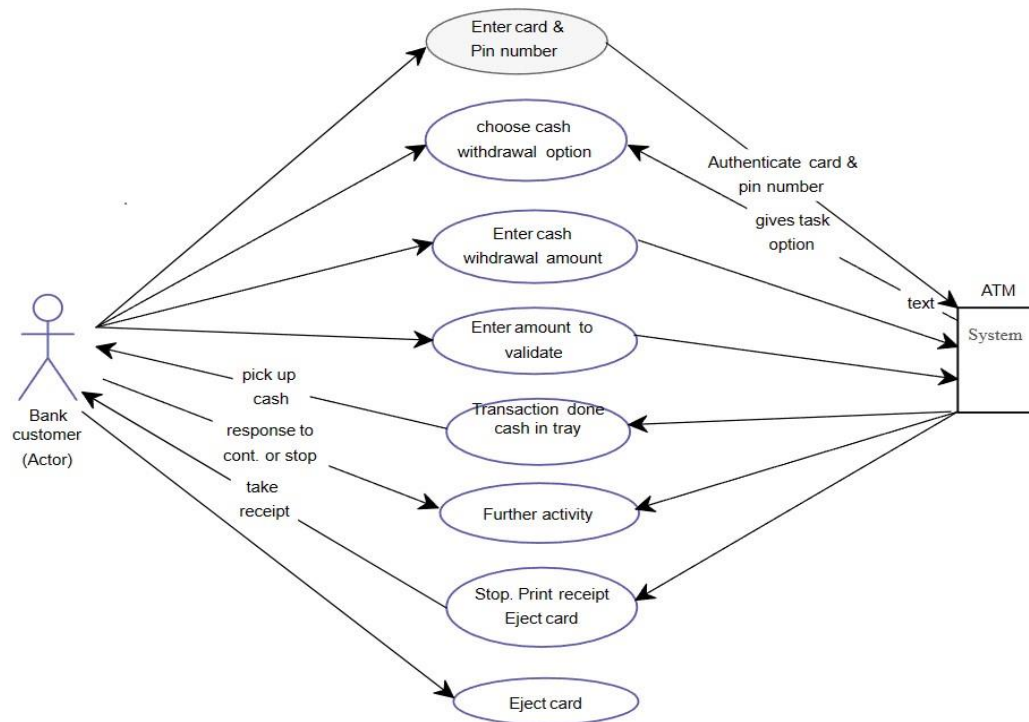 Enter card &
Pin number
choose cash
withdrawal option
Authenticate card &
pin number
gives task
option
Enter cash
wihdrawal amount
text
ATM
System
Enter amount to
validate
pick up
cash
Transaction done
cash in tray
Bank
customer
(Actor)
response to
cont. or stop
take
receipt
Further activity
Stop. Print receipt
Eject card
Eject card